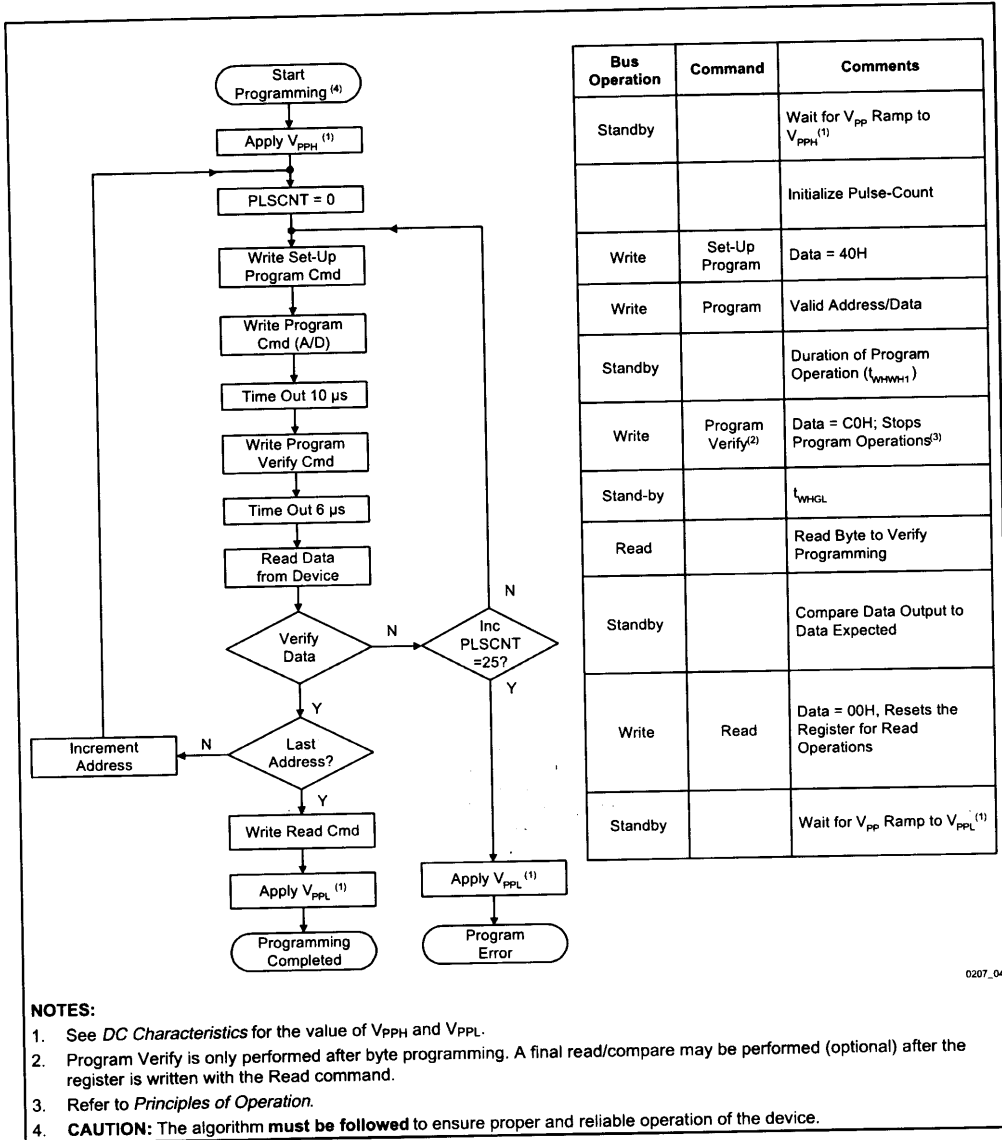 Start
Programming (4)
Apply VPPH (1)
PLSCNT = 0
Write Set-Up
Program Cmd
Write Program
Cmd (A/D)
Time Out 10 µs
Write Program
Verify Cmd
Time Out 6 µs
Read Data
from Device
Verify
Data
N
Inc
PLSCNT
=25?
N
Y
Y
Last
Address?
N
Increment
Address
Y
Write Read Cmd
Apply VPPL (1)
Programming
Completed
Apply VPPL (1)
Program
Error
Bus
Operation
Command
Comments
Standby
Wait for VPP Ramp to
VPPH(1)
Initialize Pulse-Count
Write
Set-Up
Program
Data = 40H
Write
Program
Valid Address/Data
Standby
Duration of Program
Operation (tWHWH1)
Write
Program
Verify(2)
Data = C0H; Stops
Program Operations(3)
Stand-by
tWHGL
Read
Read Byte to Verify
Programming
Standby
Compare Data Output to
Data Expected
Write
Read
Data = 00H, Resets the
Register for Read
Operations
Standby
Wait for VPP Ramp to VPPL(1)
0207_04
NOTES:
1. See DC Characteristics for the value of VPPH and VPPL.
2. Program Verify is only performed after byte programming. A final read/compare may be performed (optional) after the
register is written with the Read command.
3. Refer to Principles of Operation.
4. CAUTION: The algorithm must be followed to ensure proper and reliable operation of the device.